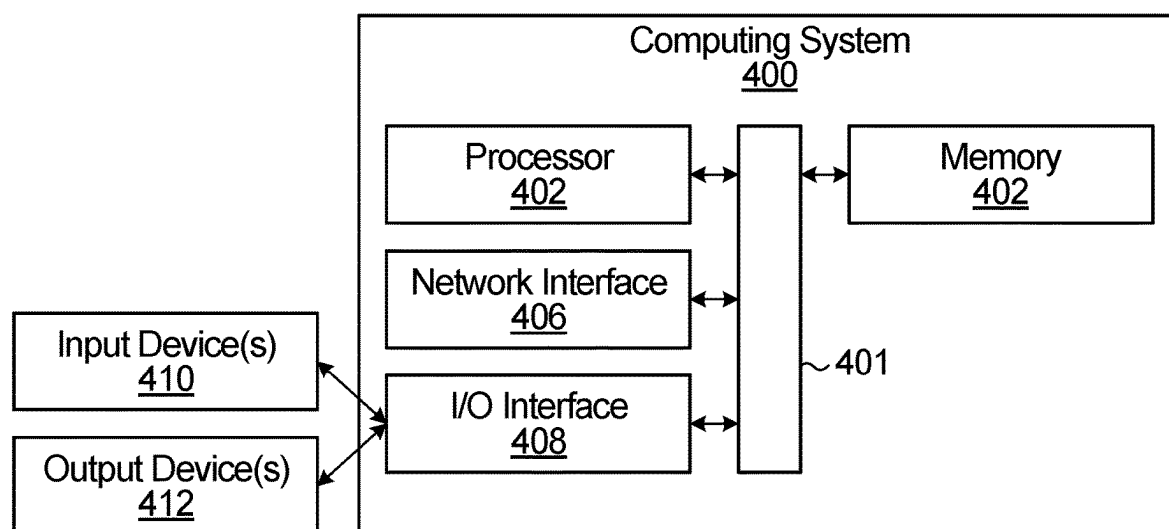 Computing System
400
Processor
402
Memory
402
Network Interface
406
401
Input Device(s)
410
I/O Interface
408
Output Device(s)
412